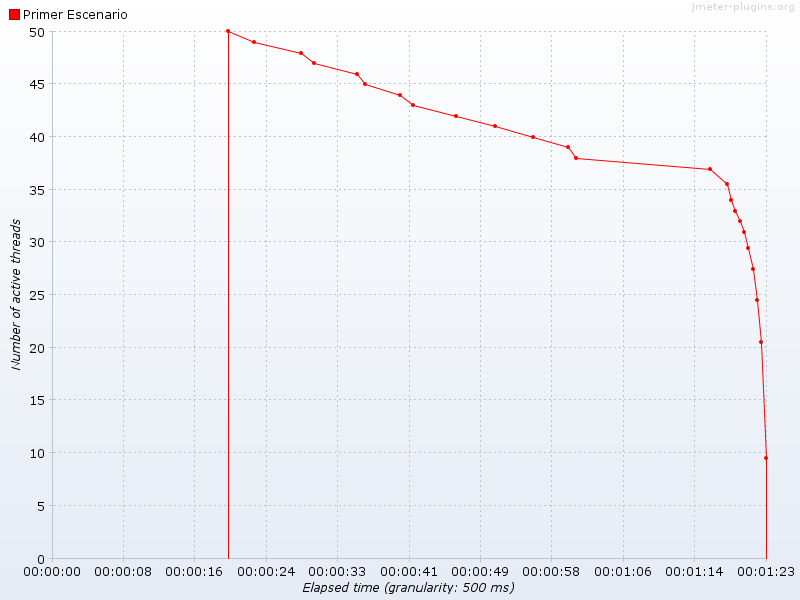 jmeter-plugins.org
Primer Escenario
50
45
40
35
30
25
20
15
10
5
0
Number of active threads
00:00:00 00:00:08 00:00:16 00:00:24 00:00:33 00:00:41 00:00:49 00:00:58 00:01:06 00:01:14 00:01:23
Elapsed time (granularity: 500 ms)